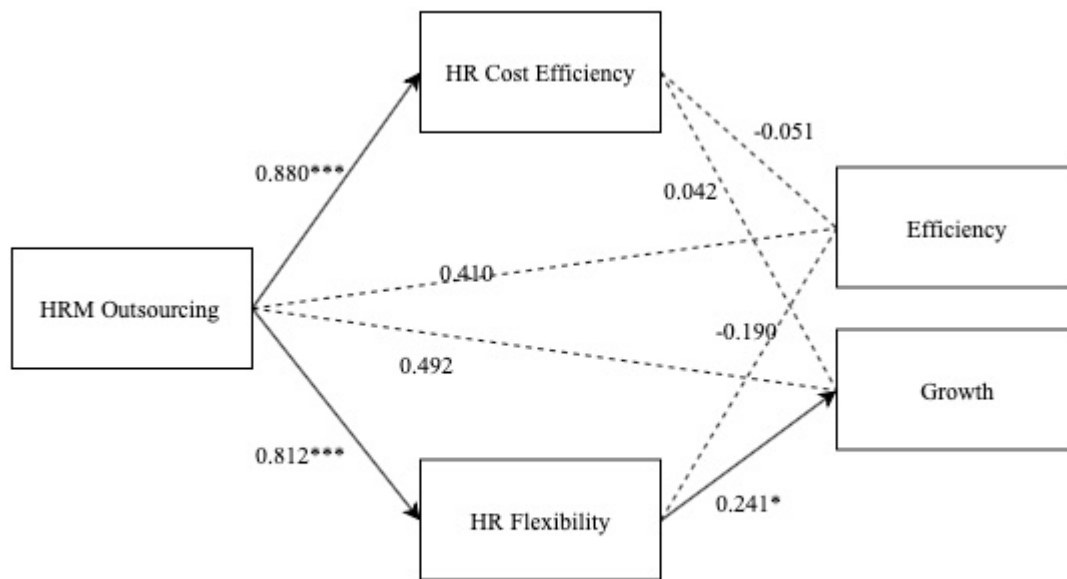 HR Cost Efficiency
-0.051
0.880***
0.042
Efficiency
0.410
HRM Outsourcing
-0.190
0.492
Growth
0.812***
0.241*
HR Flexibility